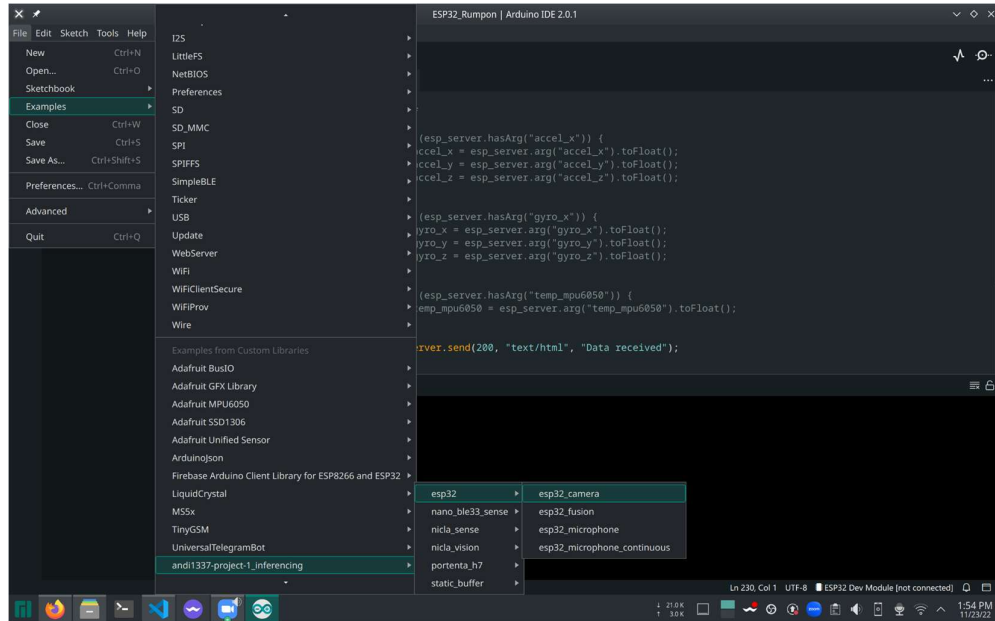 ESP32_Rumpon | Arduino IDE 2.0.1
File Edit Sketch Tools Help
New Ctrl+N
Open... Ctrl+O
Sketchbook
Examples
Close Ctrl+W
Save Ctrl+S
Save As... Ctrl+Shift+S
Preferences... Ctrl+Comma
Advanced
Quit Ctrl+Q
I2S
LittleFS
NetBIOS
Preferences
SD
SD_MMC
SPI
SPIFFS
SimpleBLE
Ticker
USB
Update
WebServer
WiFi
WiFiClientSecure
WiFiProv
Wire
Examples from Custom Libraries
Adafruit BusIO
Adafruit GFX Library
Adafruit MPU6050
Adafruit SSD1306
Adafruit Unified Sensor
ArduinoJson
Firebase Arduino Client Library for ESP8266 and ESP32
LiquidCrystal
MS5x
TinyGSM
UniversalTelegramBot
andi1337-project-1_inferencing
esp32
nano_ble33_sense
nicla_sense
nicla_vision
portenta_h7
static_buffer
esp32_camera
esp32_fusion
esp32_microphone
esp32_microphone_continuous
(esp_server.hasArg("accel_x")) {
ccel_x = esp_server.arg("accel_x").toFloat();
ccel_y = esp_server.arg("accel_y").toFloat();
ccel_z = esp_server.arg("accel_z").toFloat();
(esp_server.hasArg("gyro_x")) {
yro_x = esp_server.arg("gyro_x").toFloat();
yro_y = esp_server.arg("gyro_y").toFloat();
yro_z = esp_server.arg("gyro_z").toFloat();
(esp_server.hasArg("temp_mpu6050")) {
emp_mpu6050 = esp_server.arg("temp_mpu6050").toFloat();
rver.send(200, "text/html", "Data received");
Ln 230, Col 1 UTF-8 ESP32 Dev Module [not connected]
21.0 K
3.0 K
zoom
1:54 PM
11/23/22